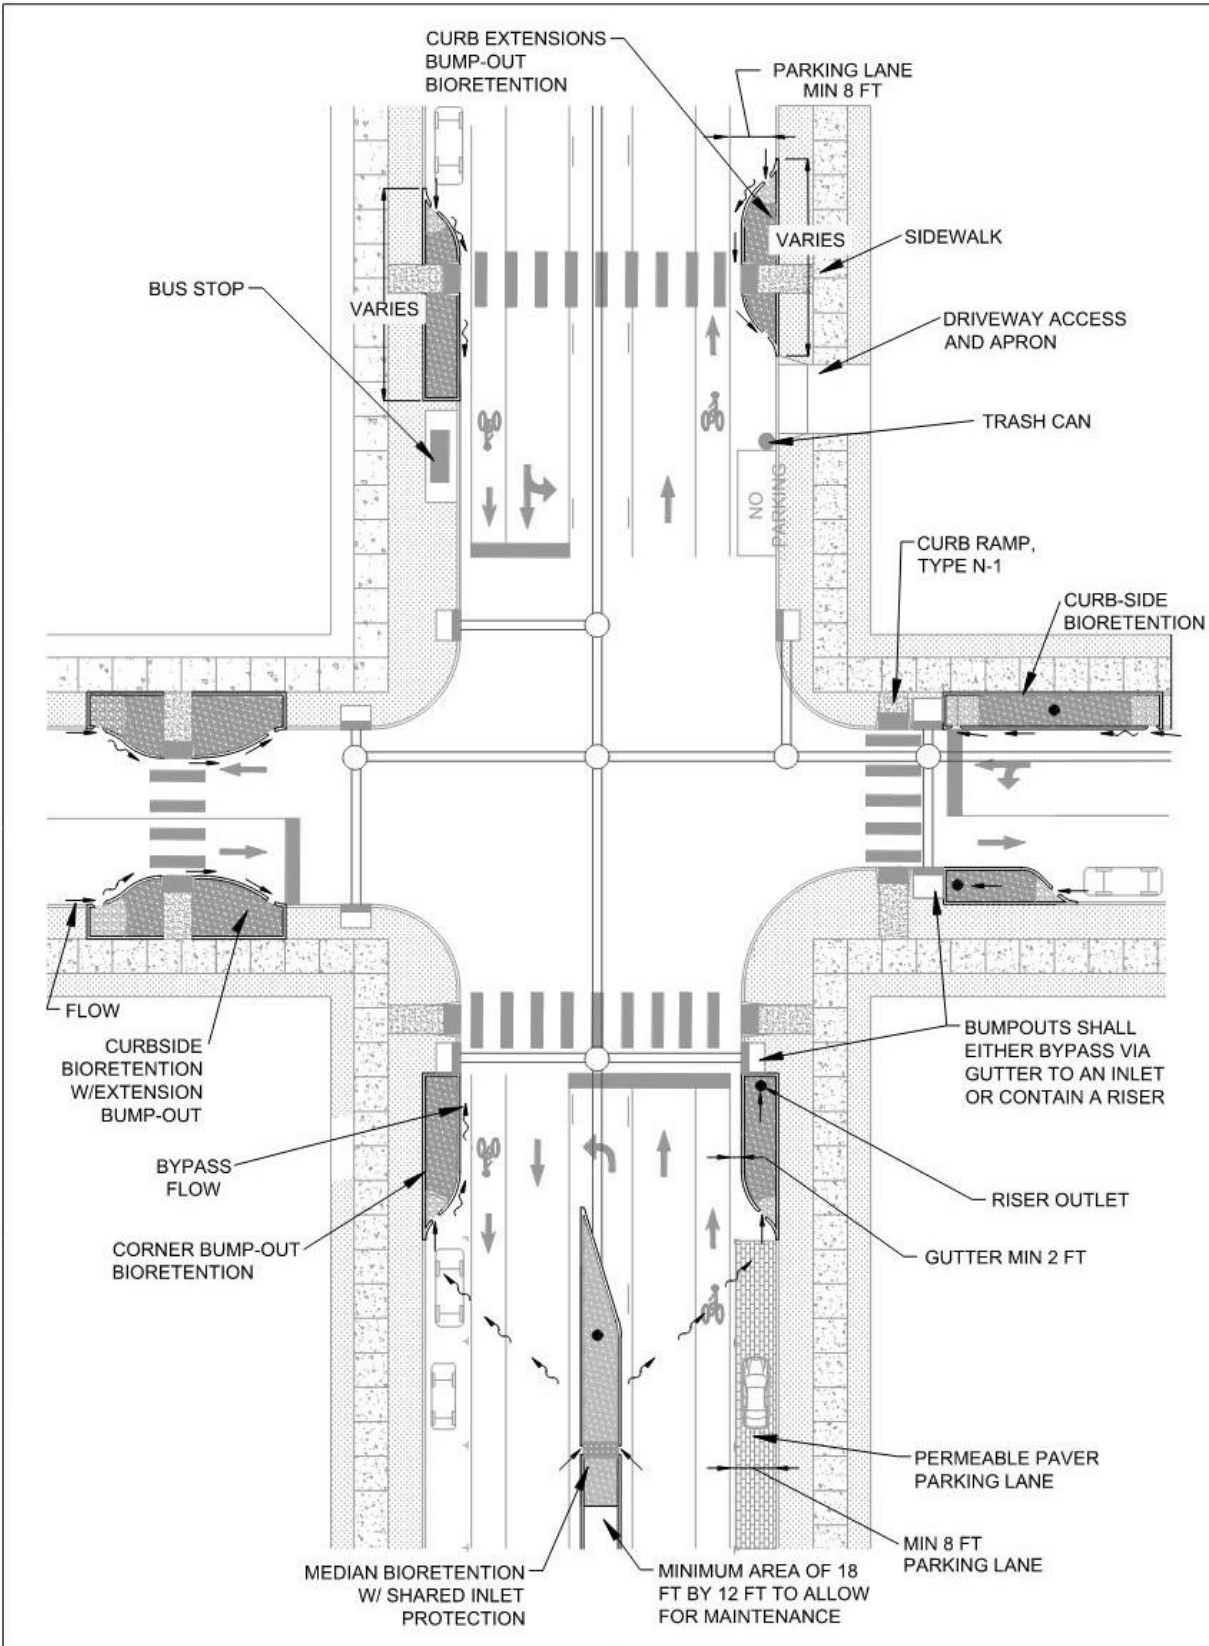 CURB EXTENSIONS
BUMP-OUT
BIORETENTION
PARKING LANE
MIN 8 FT
VARIES
SIDEWALK
BUS STOP
VARIES
DRIVEWAY ACCESS
AND APRON
TRASH CAN
NO
PARKING
CURB RAMP,
TYPE N-1
CURB-SIDE
BIORETENTION
FLOW
CURBSIDE
BIORETENTION
W/EXTENSION
BUMP-OUT
BUMPOUTS SHALL
EITHER BYPASS VIA
GUTTER TO AN INLET
OR CONTAIN A RISER
BYPASS
FLOW
RISER OUTLET
CORNER BUMP-OUT
BIORETENTION
GUTTER MIN 2 FT
PERMEABLE PAVER
PARKING LANE
MIN 8 FT
PARKING LANE
MEDIAN BIORETENTION
W/ SHARED INLET
PROTECTION
MINIMUM AREA OF 18
FT BY 12 FT TO ALLOW
FOR MAINTENANCE